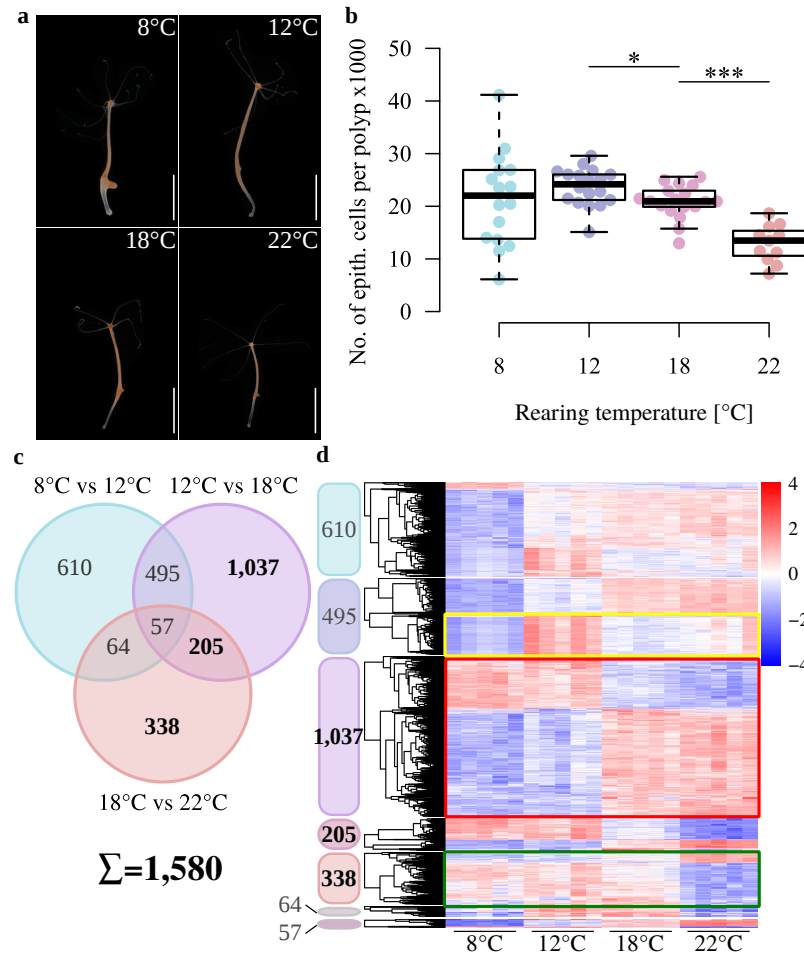 a
8°C
12°C
18°C
22°C
b
No. of epith. cells per polyp x1000
50
40
30
20
10
0
*
***
8
12
18
22
Rearing temperature [°C]
c
8°C vs 12°C
12°C vs 18°C
610
495
1,037
57
64
205
338
18°C vs 22°C
∑=1,580
d
610
495
1,037
205
338
64
57
8°C
12°C
18°C
22°C
4
2
0
−2
−4